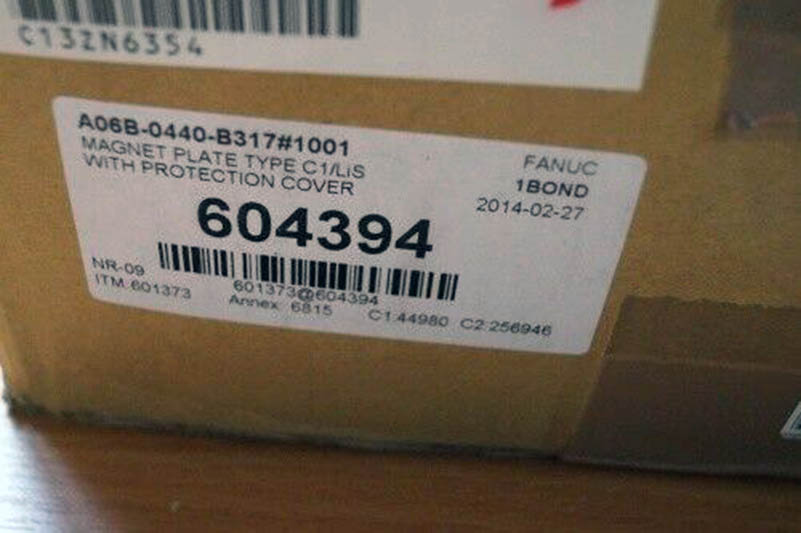 C13ZN6354
A06B-0440-B317#1001
MAGNET PLATE TYPE C1/LiS
WITH PROTECTION COVER
FANUC
1BOND
2014-02-27
604394
NR-09
ITM.601373
601373@604394
Annex: 6815
C1.44980 C2.256946